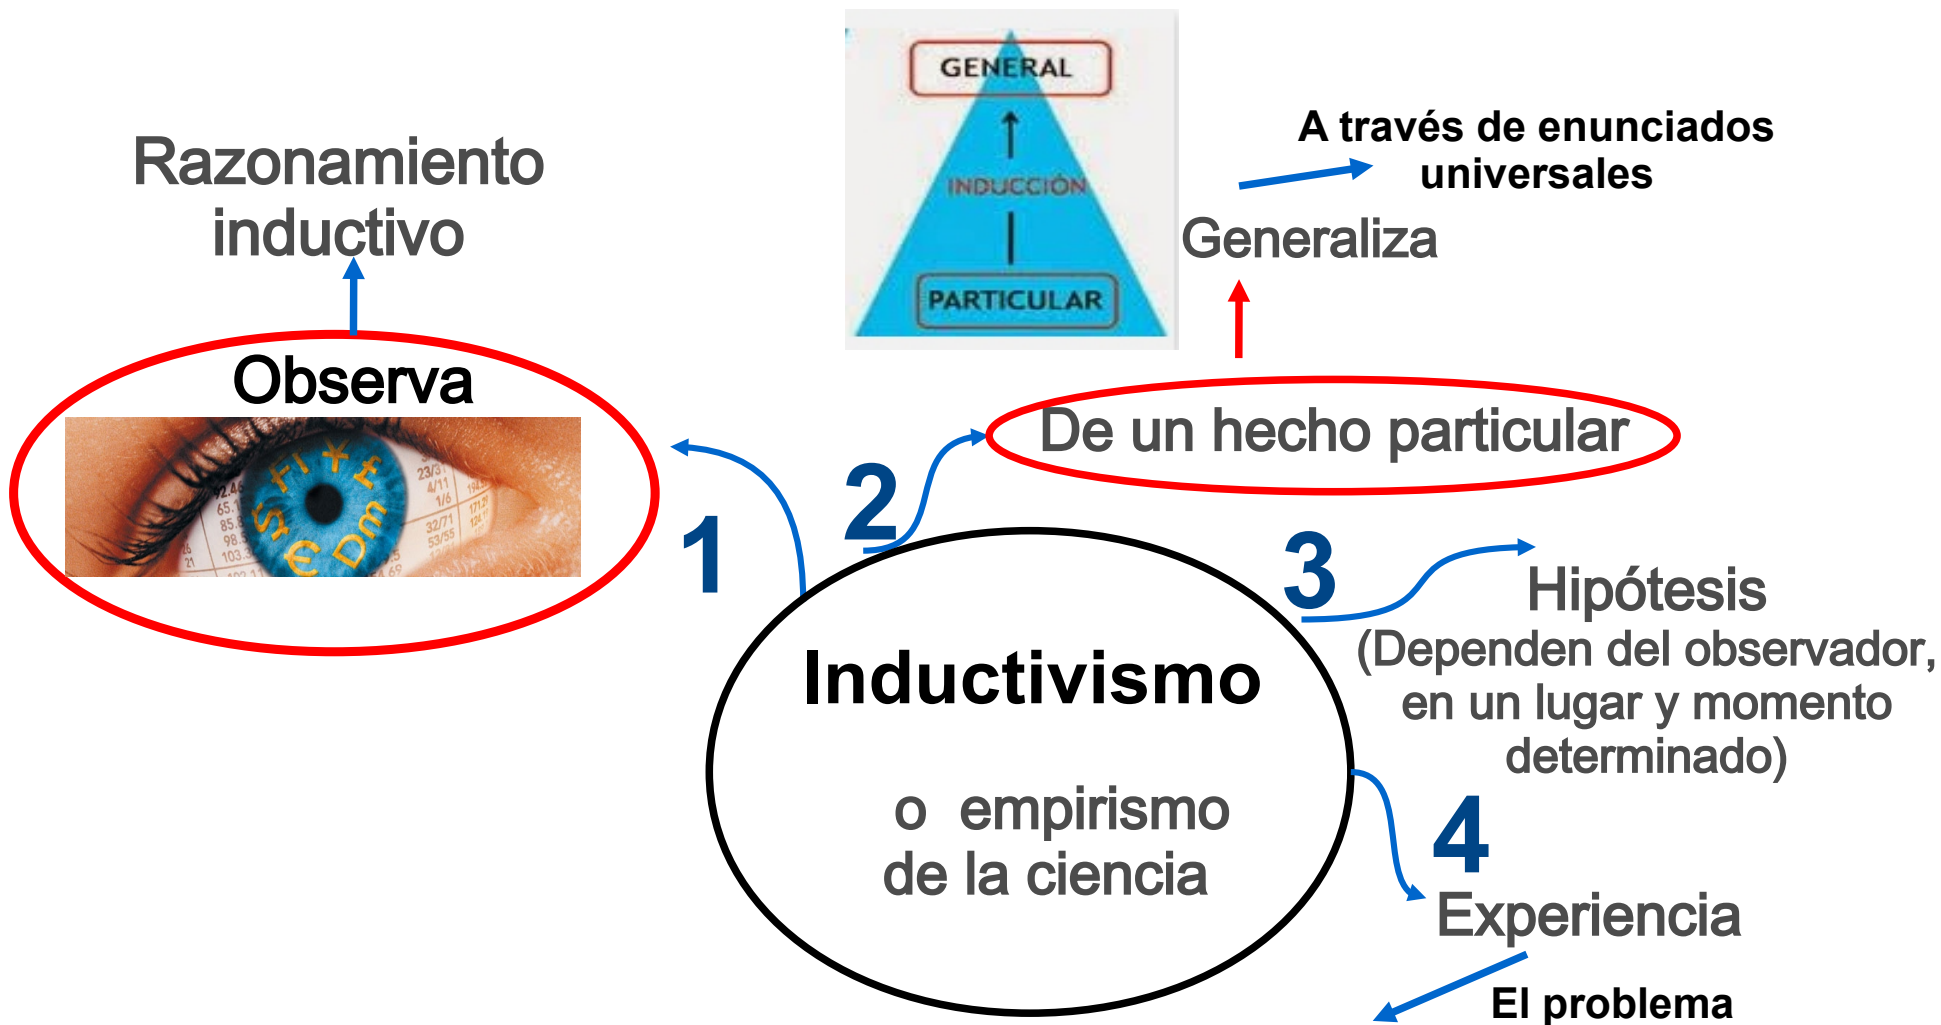 GENERAL
INDUCCIÓN
PARTICULAR
A través de enunciados
universales
Generaliza
Razonamiento
inductivo
Observa
De un hecho particular
1
2
3
Hipótesis
(Dependen del observador,
en un lugar y momento
determinado)
Inductivismo
o empirismo
de la ciencia
4
Experiencia
El problema